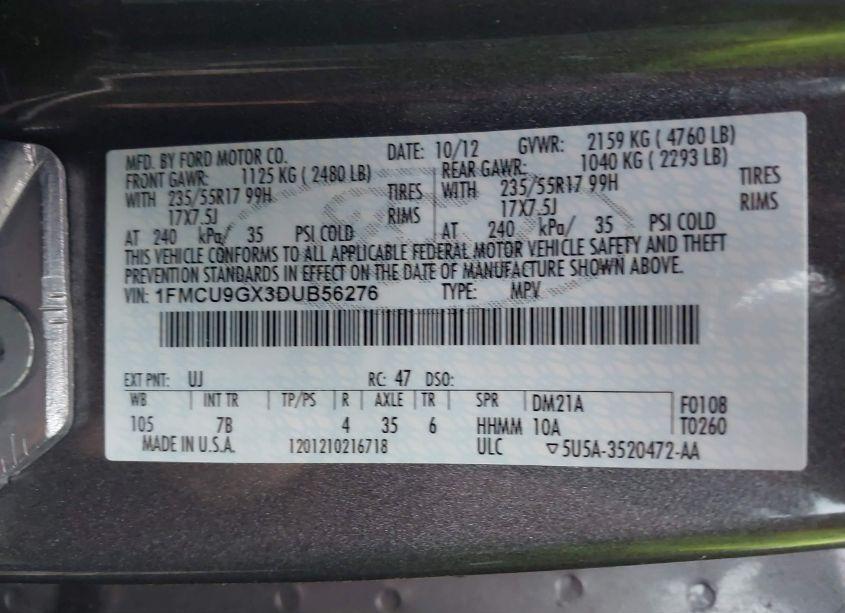 MFD. BY FORD MOTOR CO. DATE: 10/12 GVWR: 2159 KG ( 4760 LB)
FRONT GAWR: 1125 KG ( 2480 LB) REAR GAWR: 1040 KG ( 2293 LB)
WITH 235/55R17 99H TIRES WITH 235/55R17 99H TIRES
17X7.5J RIMS 17X7.5J RIMS
AT 240 kPa/ 35 PSI COLD AT 240 kPa/ 35 PSI COLD
THIS VEHICLE CONFORMS TO ALL APPLICABLE FEDERAL MOTOR VEHICLE SAFETY AND THEFT
PREVENTION STANDARDS IN EFFECT ON THE DATE OF MANUFACTURE SHOWN ABOVE.
VIN: 1FMCU9GX3DUB56276 TYPE: MPV
EXT PNT: UJ RC: 47 DSO:
WB INT TR TP/PS R AXLE TR SPR DM21A F0108
105 7B 4 35 6 HHMM 10A T0260
MADE IN U.S.A. 1201210216718 ULC ▽5U5A-3520472-AA